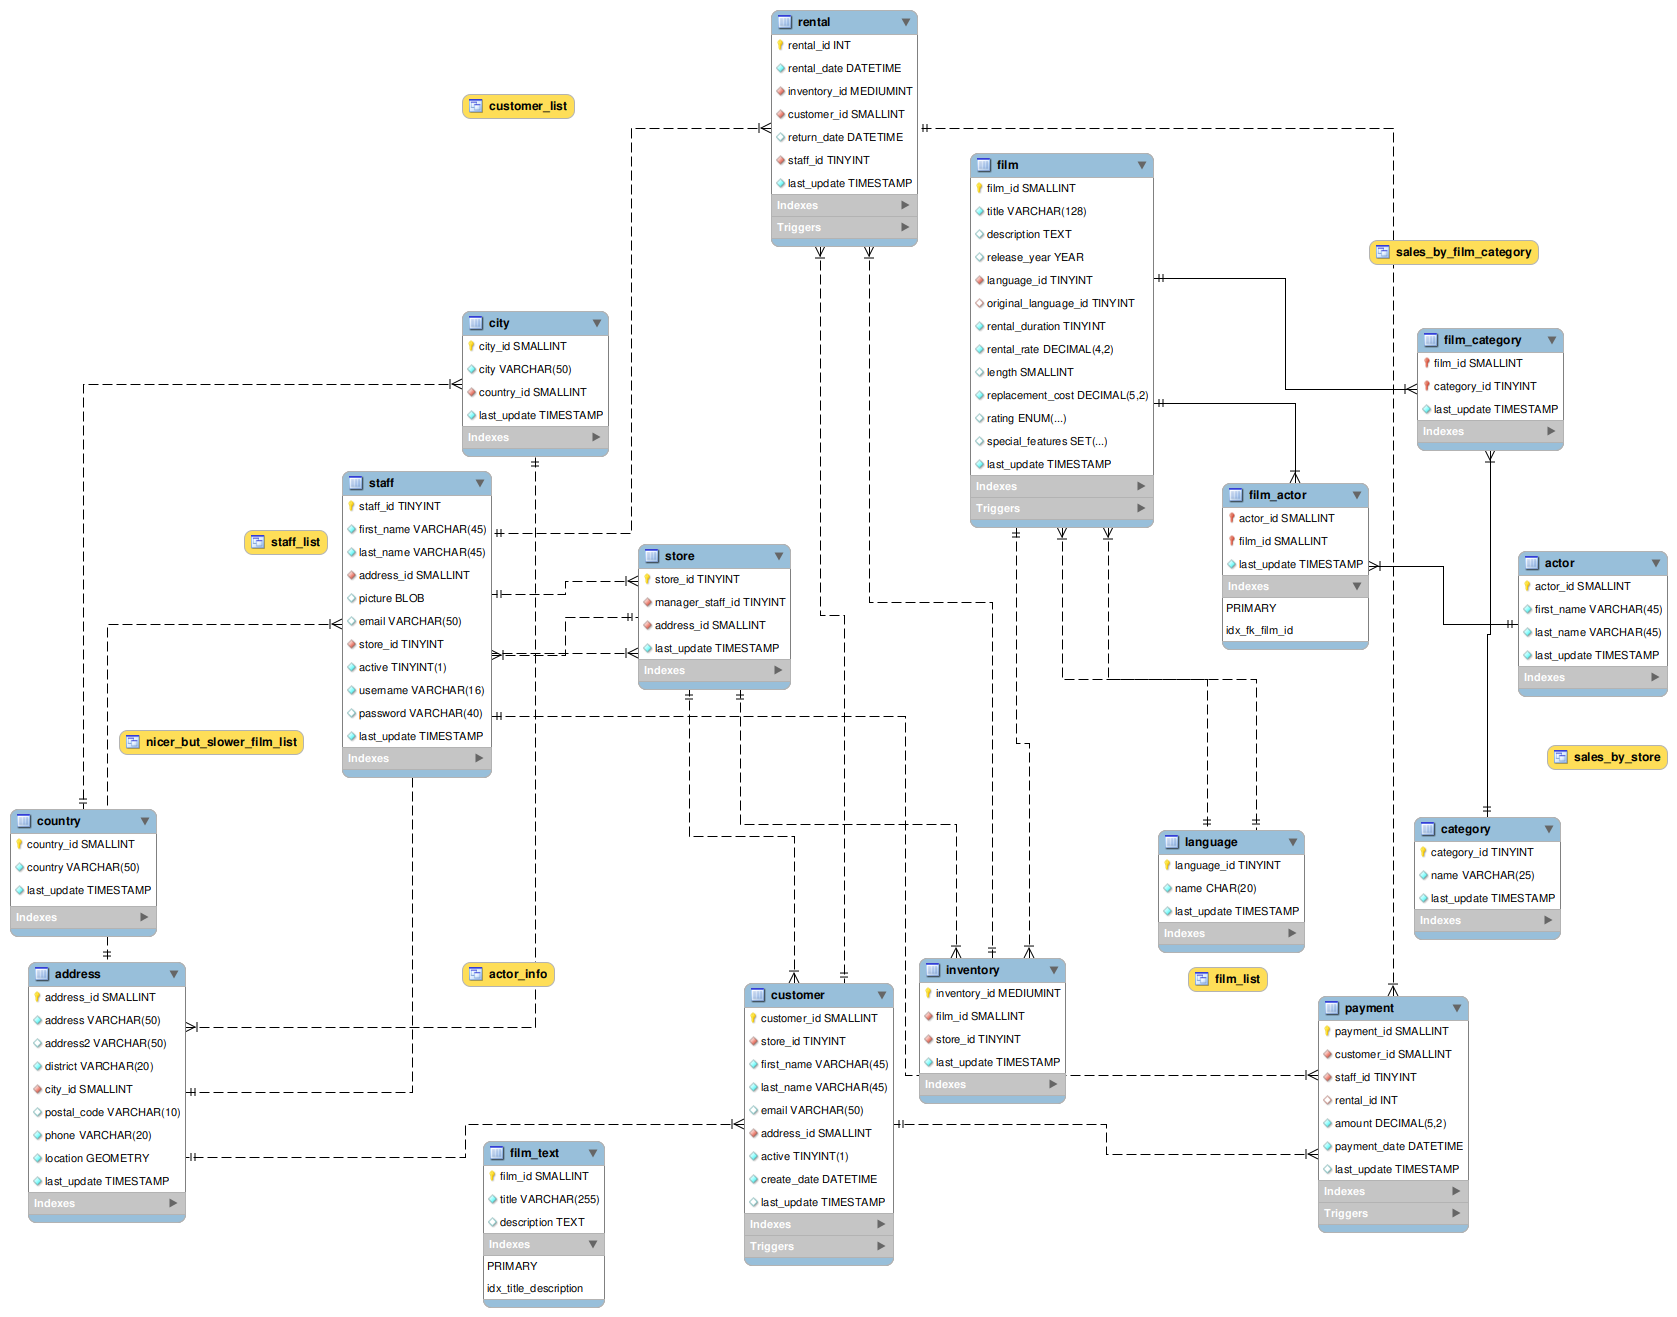 rental
rental_id INT
rental_date DATETIME
inventory_id MEDIUMINT
customer_id SMALLINT
return_date DATETIME
staff_id TINYINT
last_update TIMESTAMP
Indexes
Triggers
customer_list
film
film_id SMALLINT
title VARCHAR(128)
description TEXT
release_year YEAR
language_id TINYINT
original_language_id TINYINT
rental_duration TINYINT
rental_rate DECIMAL(4,2)
length SMALLINT
replacement_cost DECIMAL(5,2)
rating ENUM(...)
special_features SET(...)
last_update TIMESTAMP
Indexes
Triggers
sales_by_film_category
city
city_id SMALLINT
city VARCHAR(50)
country_id SMALLINT
last_update TIMESTAMP
Indexes
film_category
film_id SMALLINT
category_id TINYINT
last_update TIMESTAMP
Indexes
staff
staff_id TINYINT
first_name VARCHAR(45)
last_name VARCHAR(45)
address_id SMALLINT
picture BLOB
email VARCHAR(50)
store_id TINYINT
active TINYINT(1)
username VARCHAR(16)
password VARCHAR(40)
last_update TIMESTAMP
Indexes
staff_list
film_actor
actor_id SMALLINT
film_id SMALLINT
last_update TIMESTAMP
Indexes
PRIMARY
idx_fk_film_id
store
store_id TINYINT
manager_staff_id TINYINT
address_id SMALLINT
last_update TIMESTAMP
Indexes
actor
actor_id SMALLINT
first_name VARCHAR(45)
last_name VARCHAR(45)
last_update TIMESTAMP
Indexes
nicer_but_slower_film_list
sales_by_store
country
country_id SMALLINT
country VARCHAR(50)
last_update TIMESTAMP
Indexes
language
language_id TINYINT
name CHAR(20)
last_update TIMESTAMP
Indexes
category
category_id TINYINT
name VARCHAR(25)
last_update TIMESTAMP
Indexes
address
address_id SMALLINT
address VARCHAR(50)
address2 VARCHAR(50)
district VARCHAR(20)
city_id SMALLINT
postal_code VARCHAR(10)
phone VARCHAR(20)
location GEOMETRY
last_update TIMESTAMP
Indexes
actor_info
inventory
inventory_id MEDIUMINT
film_id SMALLINT
store_id TINYINT
last_update TIMESTAMP
Indexes
film_list
customer
customer_id SMALLINT
store_id TINYINT
first_name VARCHAR(45)
last_name VARCHAR(45)
email VARCHAR(50)
address_id SMALLINT
active TINYINT(1)
create_date DATETIME
last_update TIMESTAMP
Indexes
Triggers
payment
payment_id SMALLINT
customer_id SMALLINT
staff_id TINYINT
rental_id INT
amount DECIMAL(5,2)
payment_date DATETIME
last_update TIMESTAMP
Indexes
Triggers
film_text
film_id SMALLINT
title VARCHAR(255)
description TEXT
Indexes
PRIMARY
idx_title_description